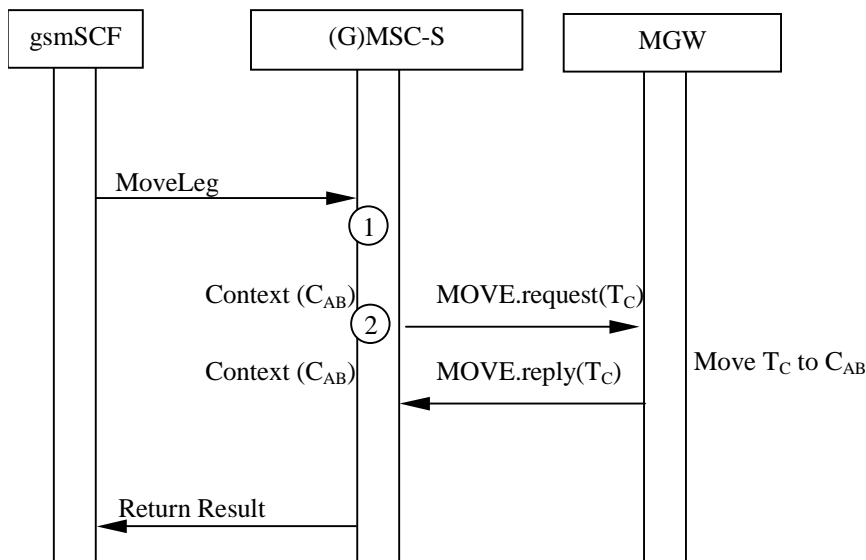 gsmSCF
(G)MSC-S
MGW
MoveLeg
1
Context (C_AB) MOVE.request(T_C)
2
Move T_C to C_AB
Context (C_AB) MOVE.reply(T_C)
Return Result